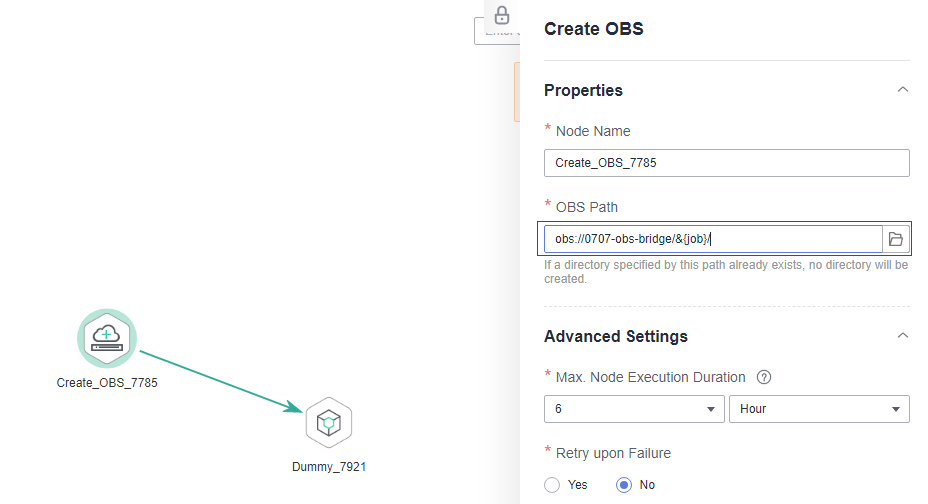 Create OBS
Properties
* Node Name
Create_OBS_7785
* OBS Path
obs://0707-obs-bridge/&{job}/
If a directory specified by this path already exists, no directory will be
created.
Advanced Settings
* Max. Node Execution Duration ?
6 Hour
* Retry upon Failure
Yes No
Create_OBS_7785
Dummy_7921